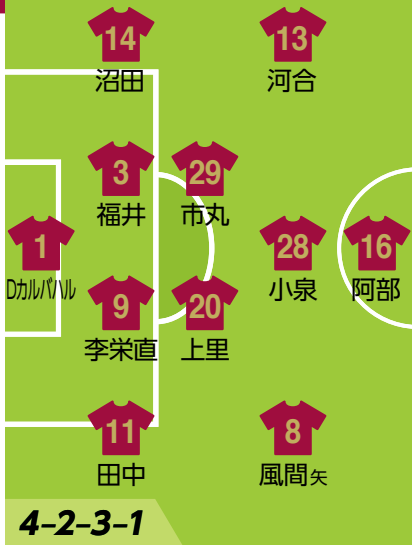 14
沼田
13
河合
3
福井
29
市丸
1
Dカルバハル
28
小泉
16
阿部
9
李栄直
20
上里
11
田中
8
風間矢
4-2-3-1